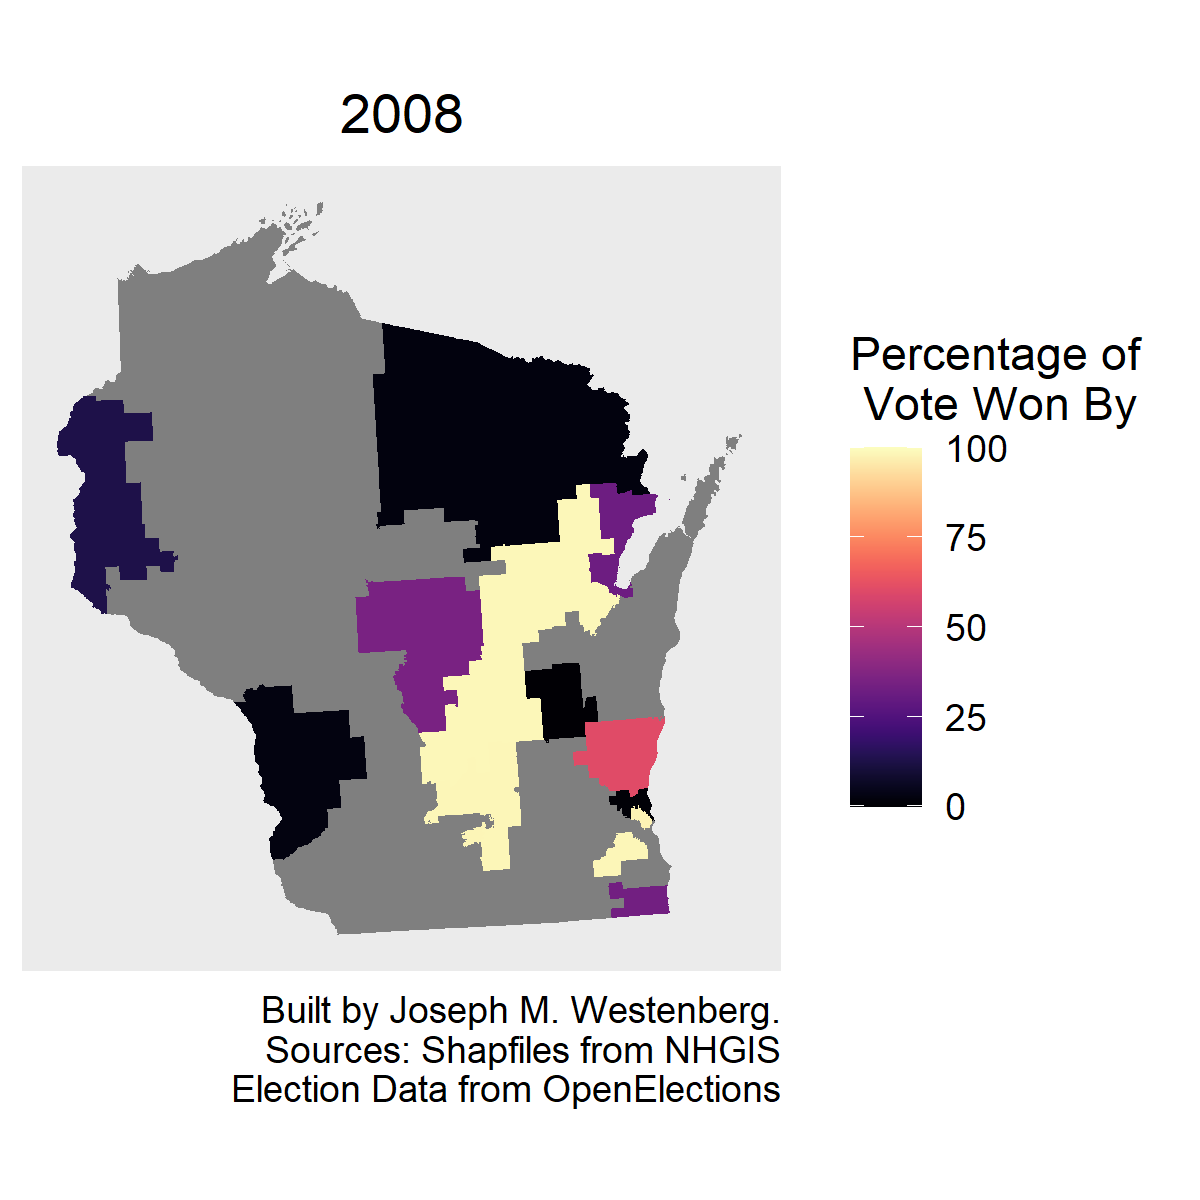 2008
Percentage of
Vote Won By
100
75
50
25
0
Built by Joseph M. Westenberg.
Sources: Shapfiles from NHGIS
Election Data from OpenElections